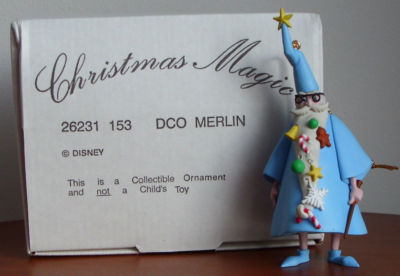 Christmas Magic
26231 153 DCO MERLIN
© DISNEY
This is a Collectible Ornament
and not a Child's Toy